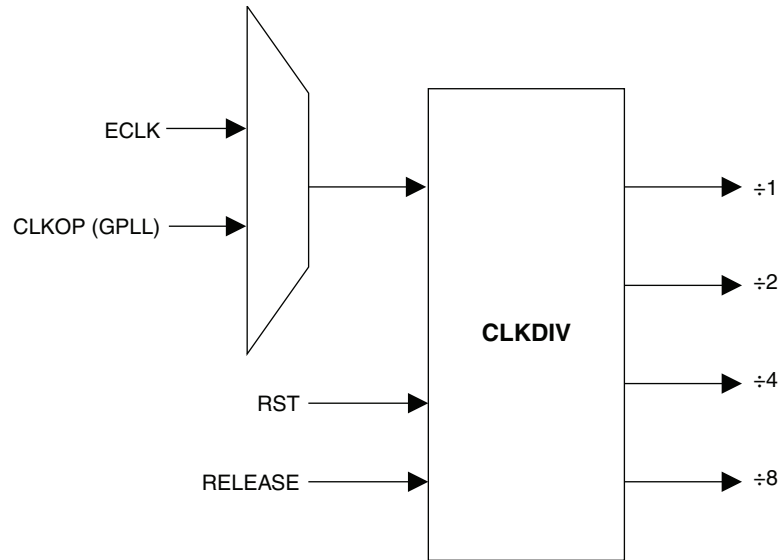 ECLK
CLKOP (GPLL)
RST
RELEASE
CLKDIV
÷1
÷2
÷4
÷8